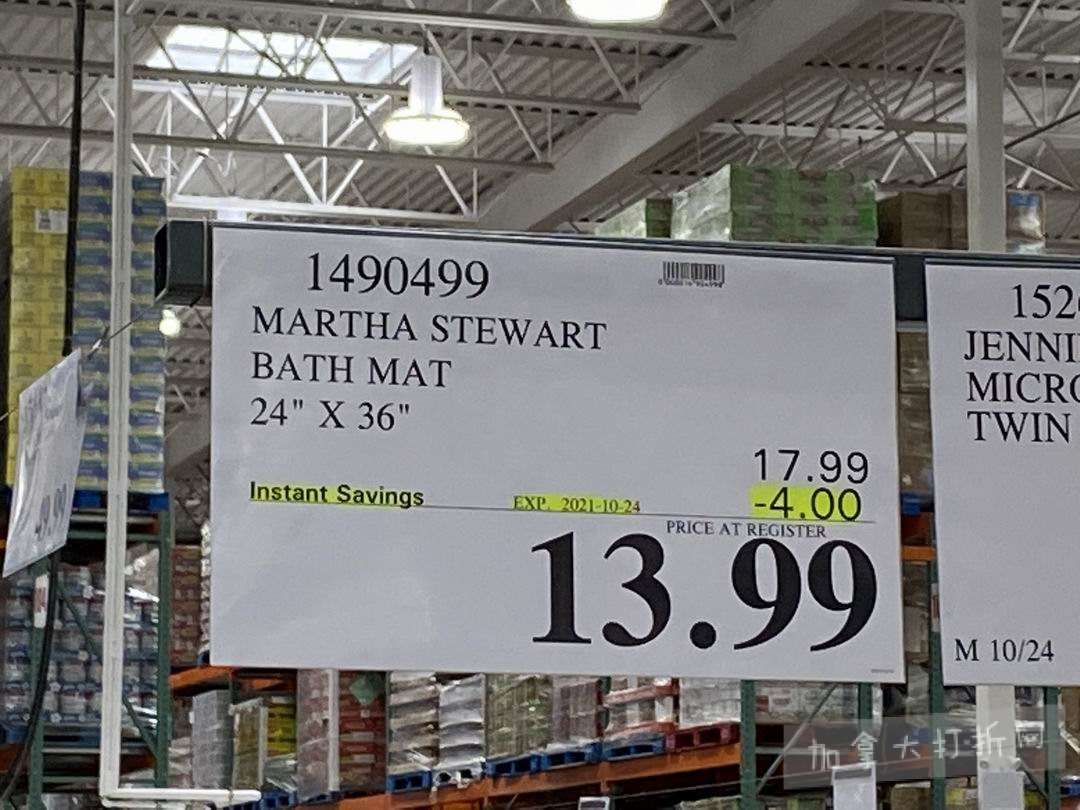 1490499
MARTHA STEWART
BATH MAT
24" X 36"
17.99
Instant Savings EXP. 2021-10-24 -4.00
PRICE AT REGISTER
13.99
152
JENNI
MICRO
TWIN
M 10/24
加拿大打折网